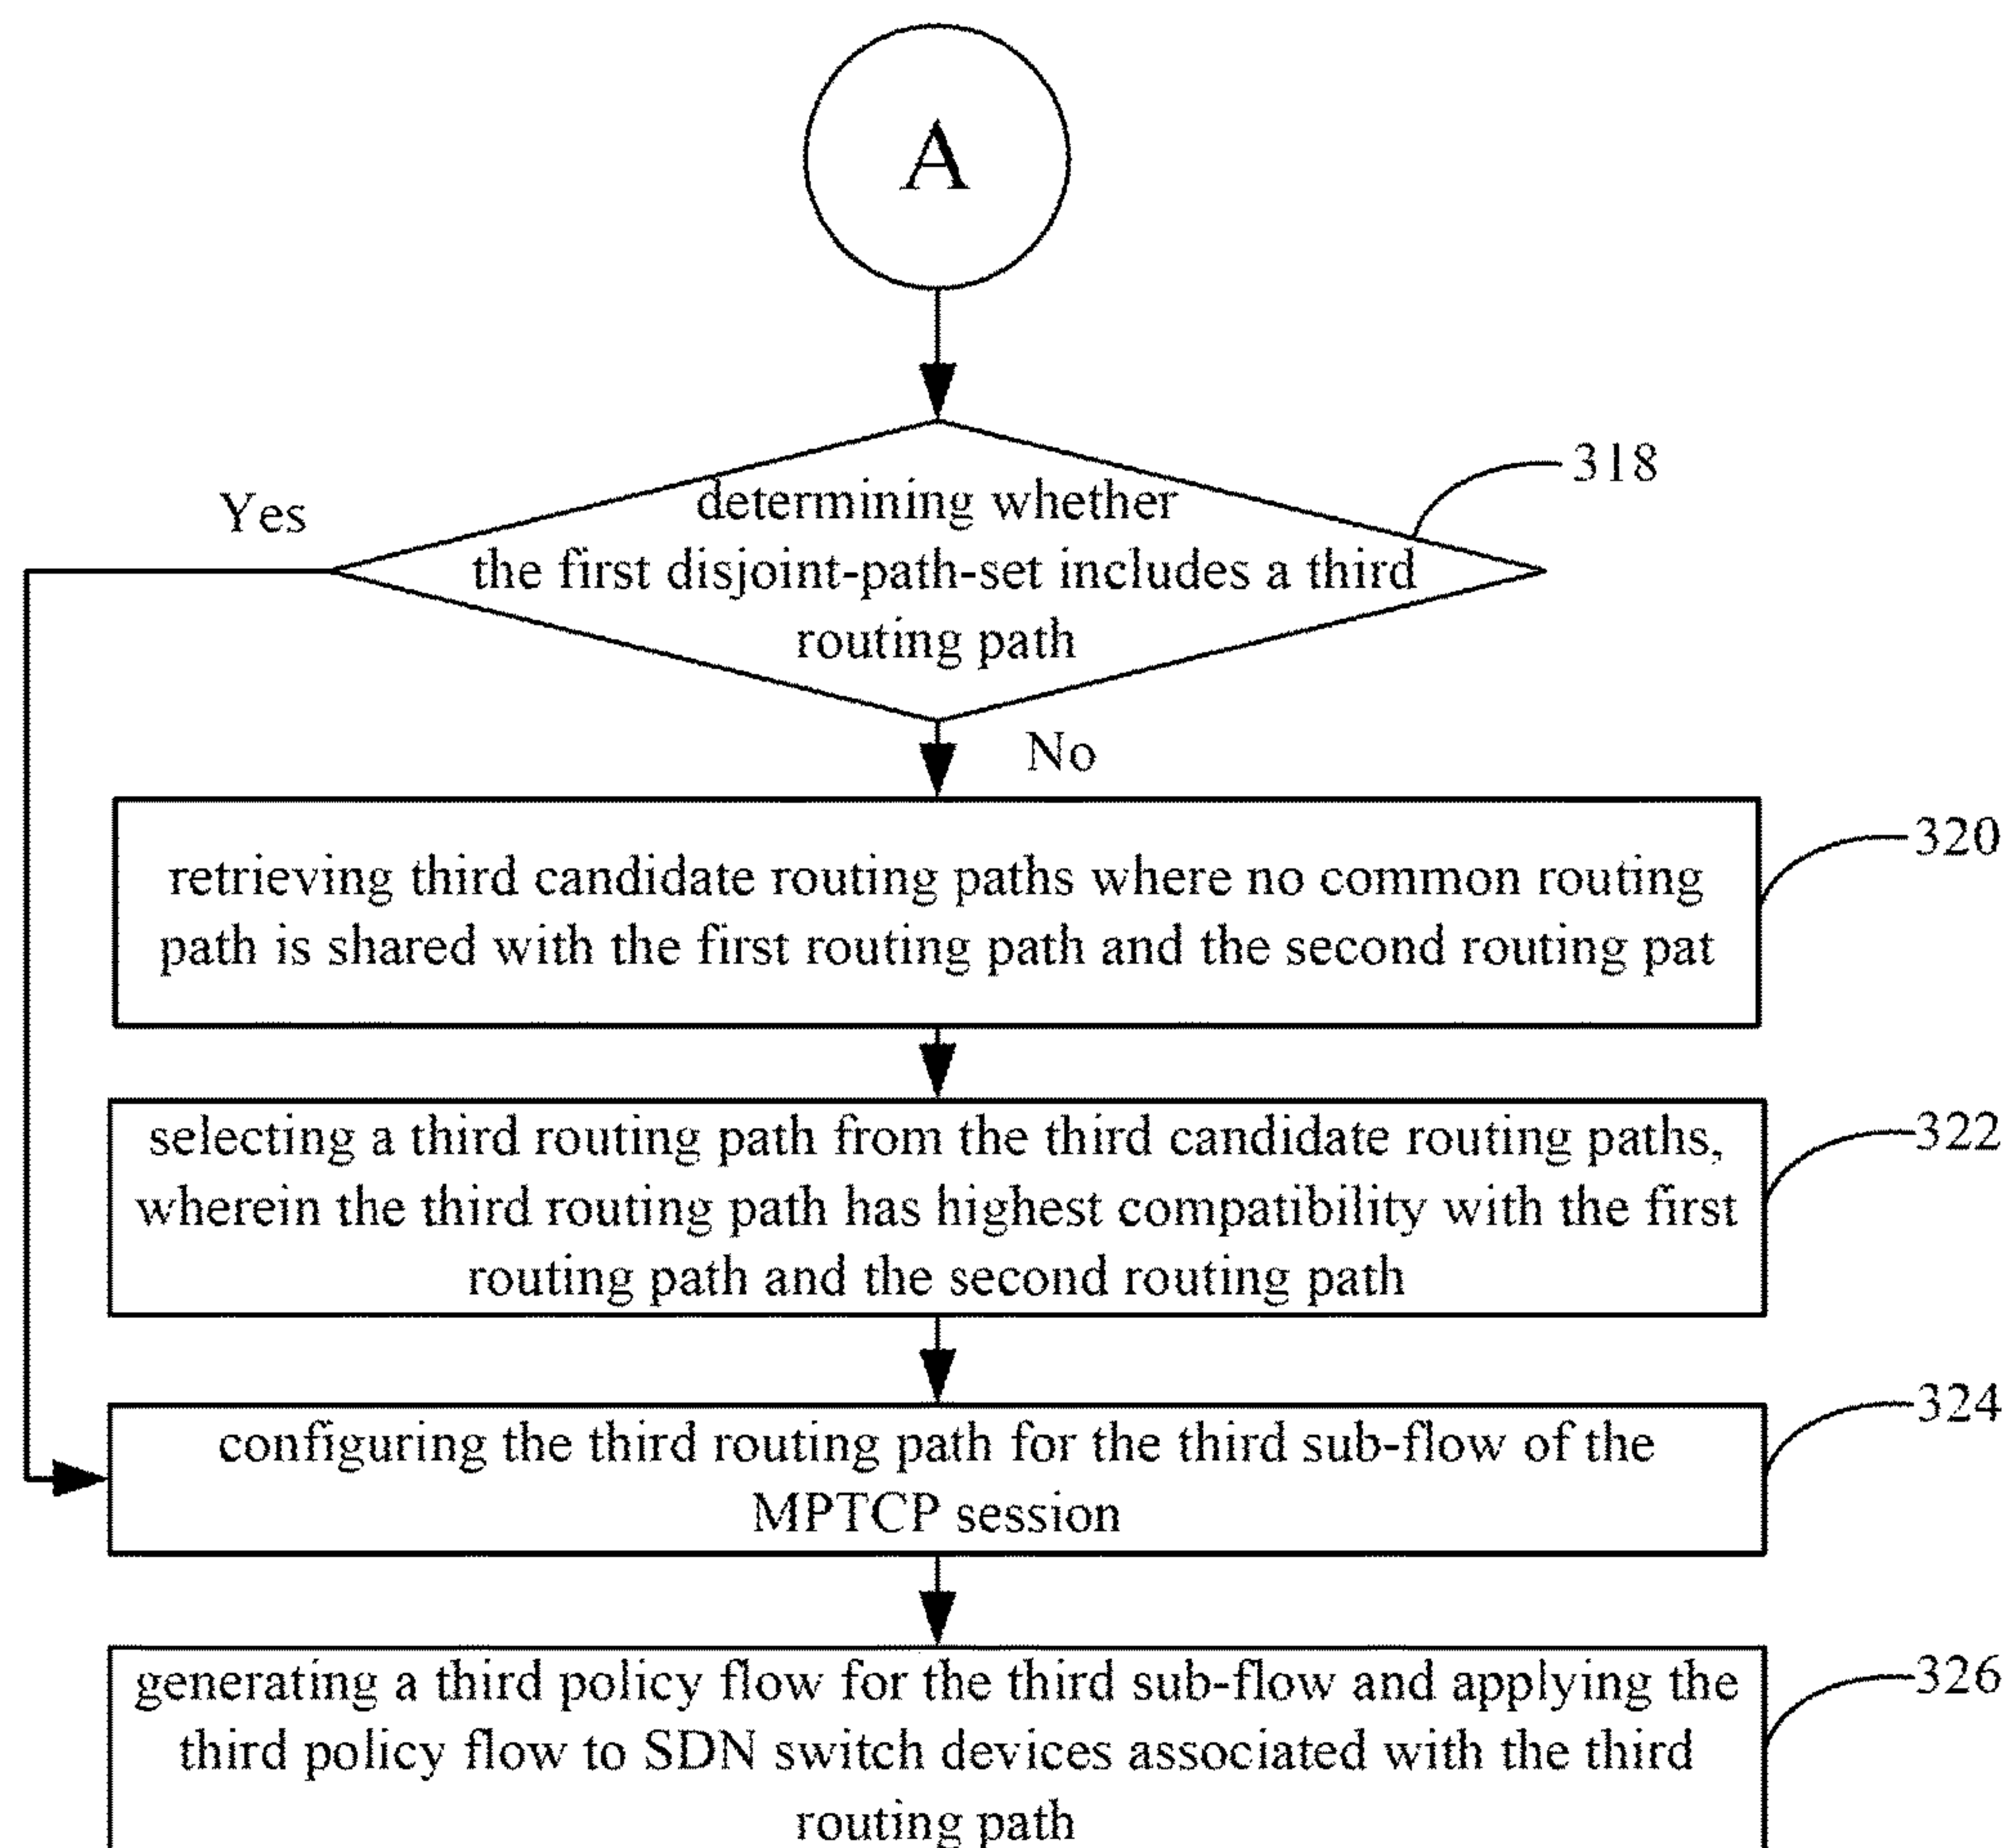 A
318
Yes
determining whether
the first disjoint-path-set includes a third
routing path
No
320
retrieving third candidate routing paths where no common routing
path is shared with the first routing path and the second routing pat
322
selecting a third routing path from the third candidate routing paths,
wherein the third routing path has highest compatibility with the first
routing path and the second routing path
324
configuring the third routing path for the third sub-flow of the
MPTCP session
326
generating a third policy flow for the third sub-flow and applying the
third policy flow to SDN switch devices associated with the third
routing path